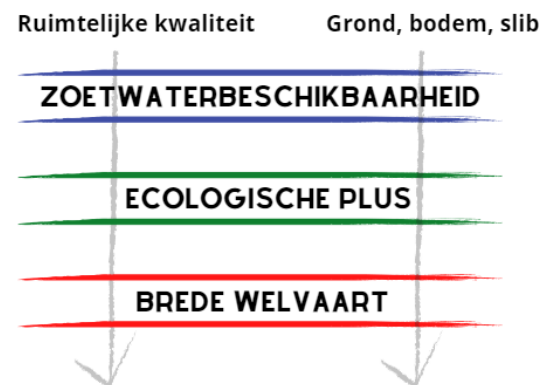 Ruimtelijke kwaliteit Grond, bodem, slib
ZOETWATERBESCHIKBAARHEID
ECOLOGISCHE PLUS
BREDE WELVAART